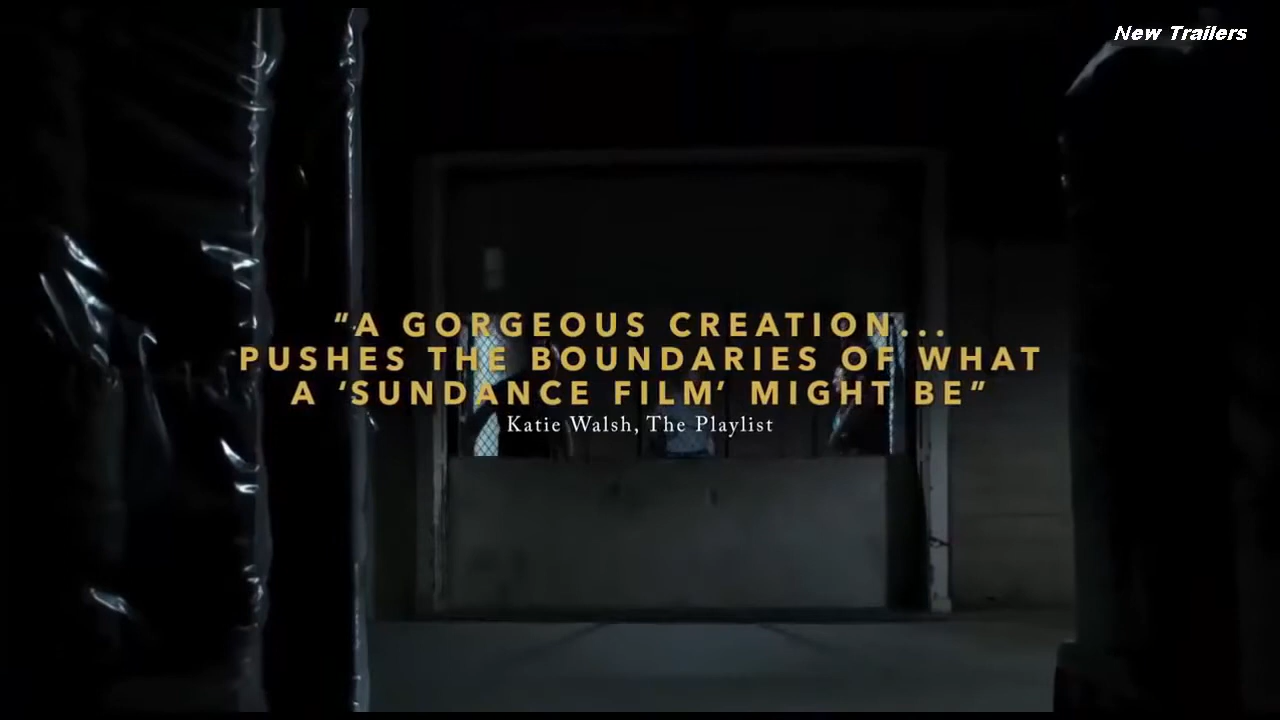 New Trailers
“A GORGEOUS CREATION...
PUSHES THE BOUNDARIES OF WHAT
A ‘SUNDANCE FILM’ MIGHT BE”
Katie Walsh, The Playlist